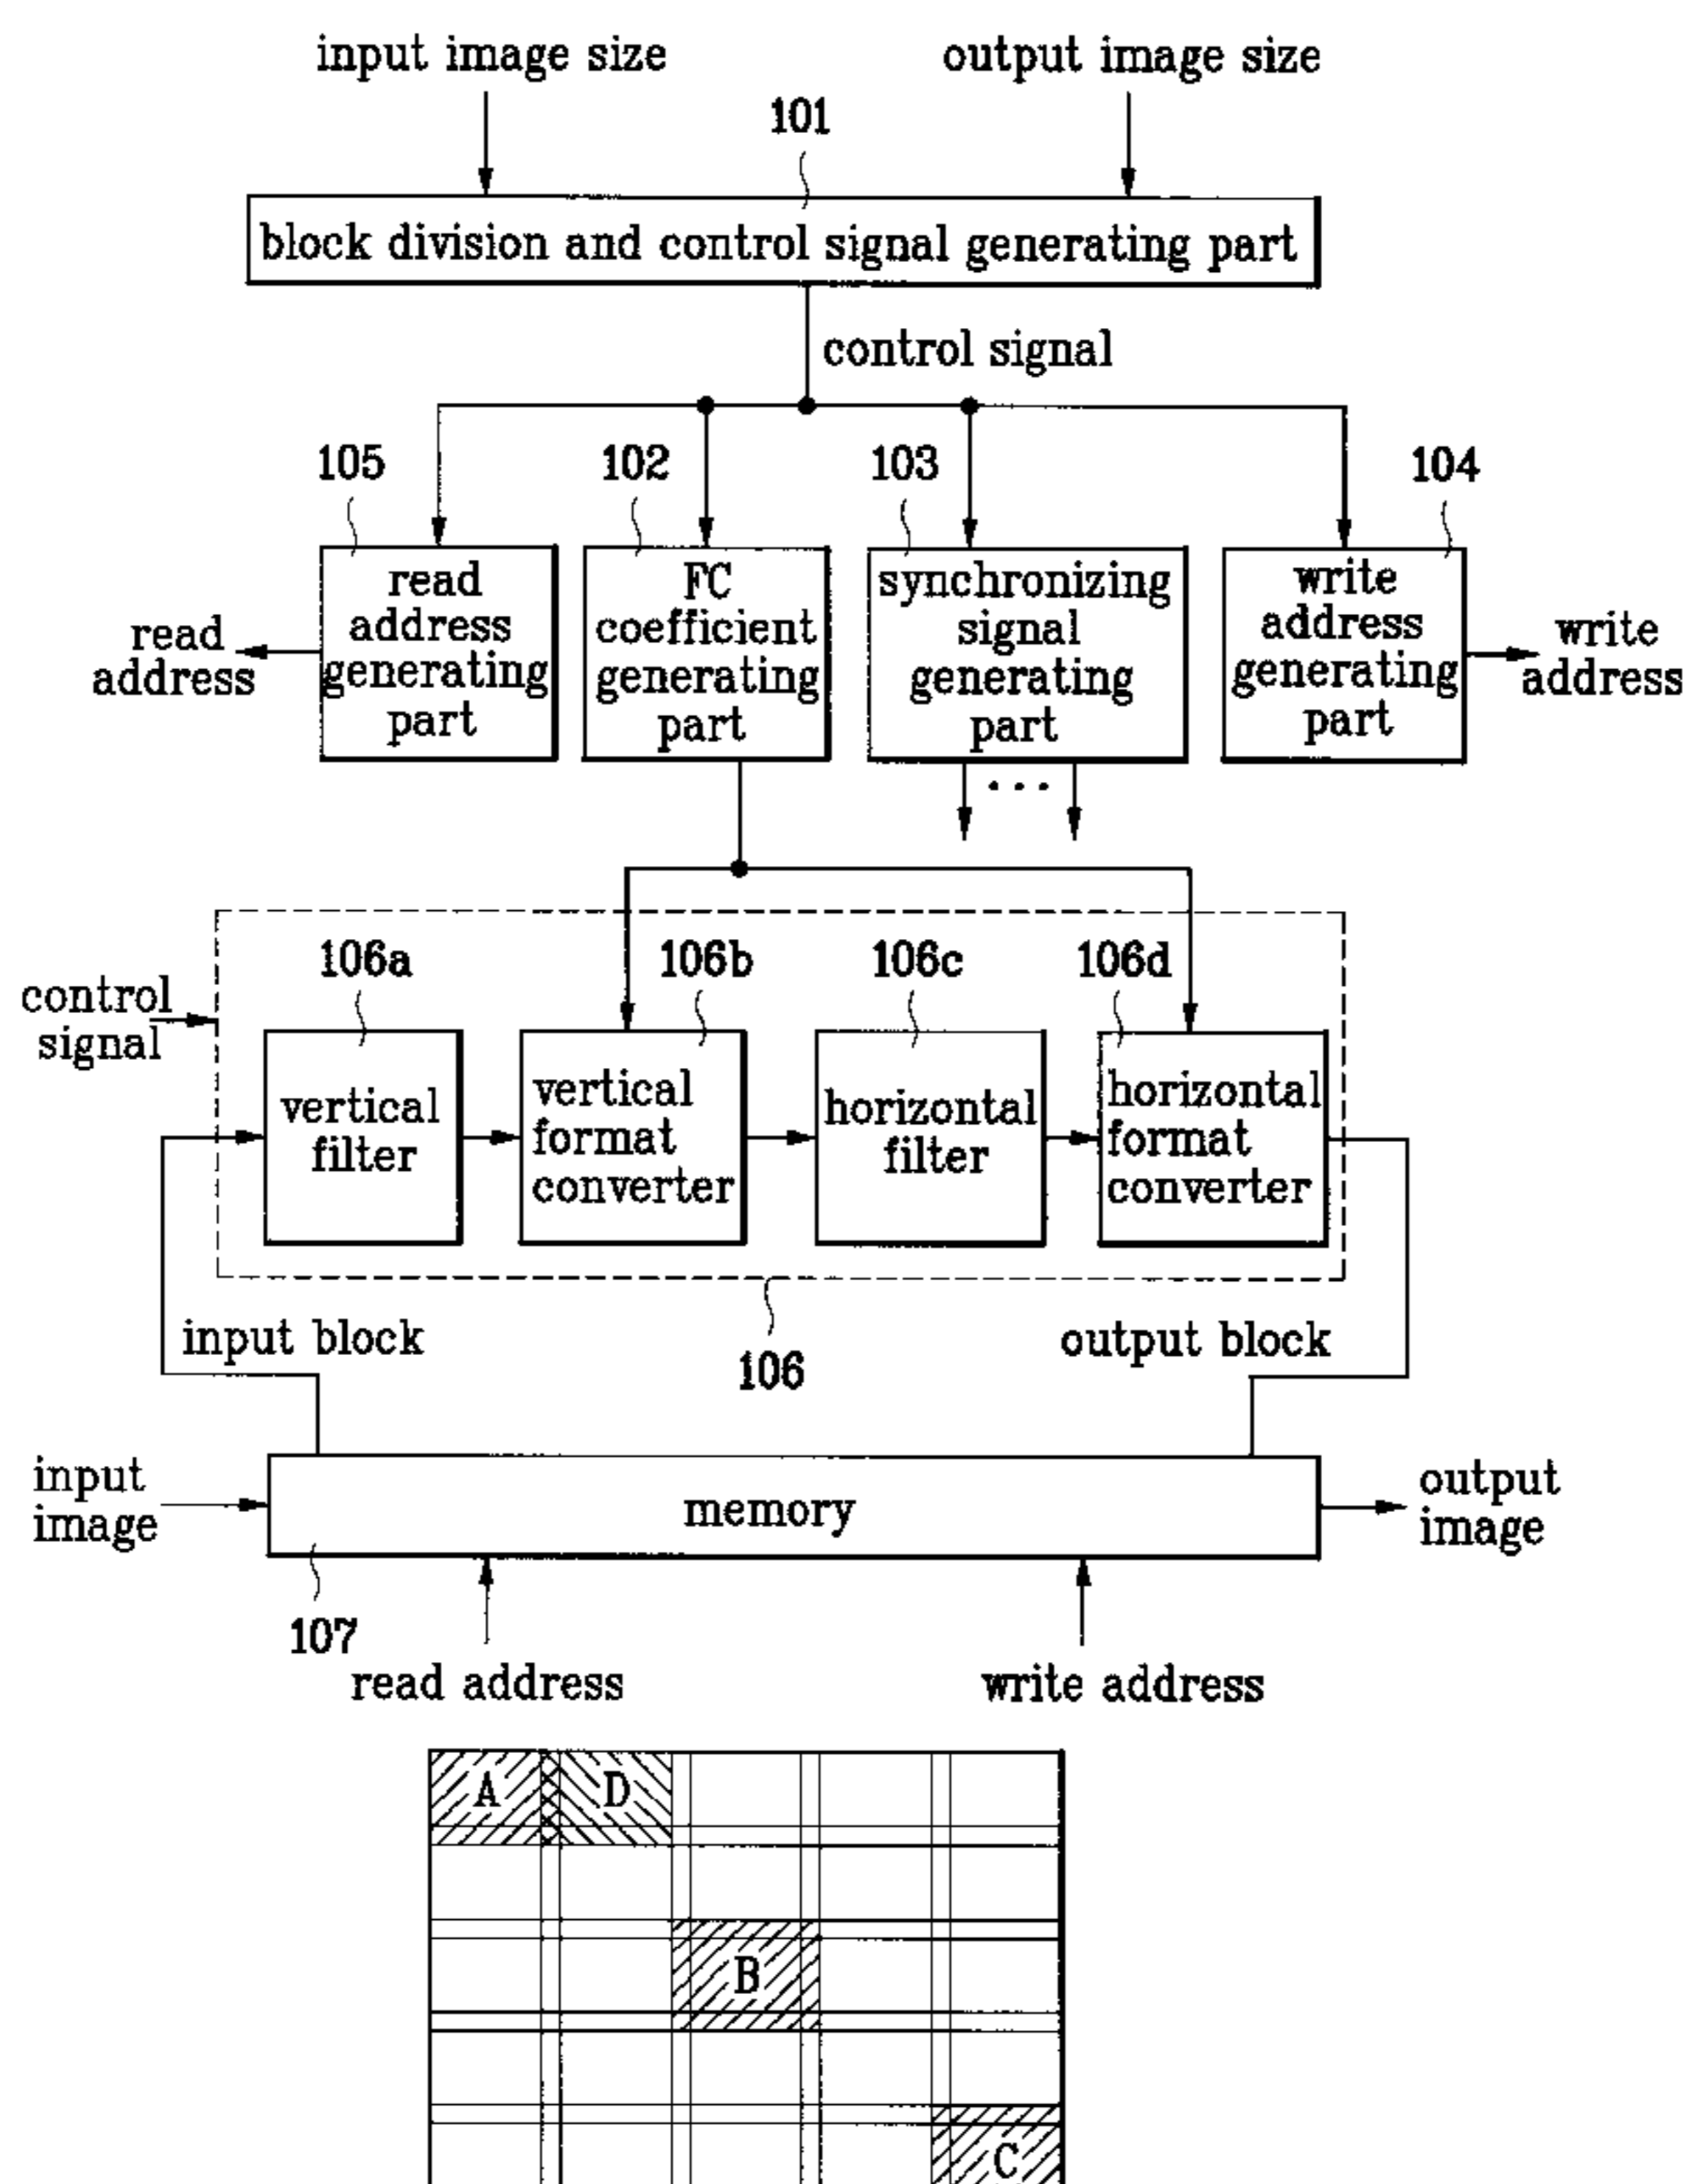 input image size
output image size
101
block division and control signal generating part
control signal
105
102
103
104
read
address
generating
part
FC
coefficient
generating
part
synchronizing
signal
generating
part
write
address
generating
part
read
address
write
address
...
control
signal
106a
106b
106c
106d
vertical
filter
vertical
format
converter
horizontal
filter
horizontal
format
converter
input block
106
output block
input
image
memory
output
image
107
read address
write address
A
D
B
C